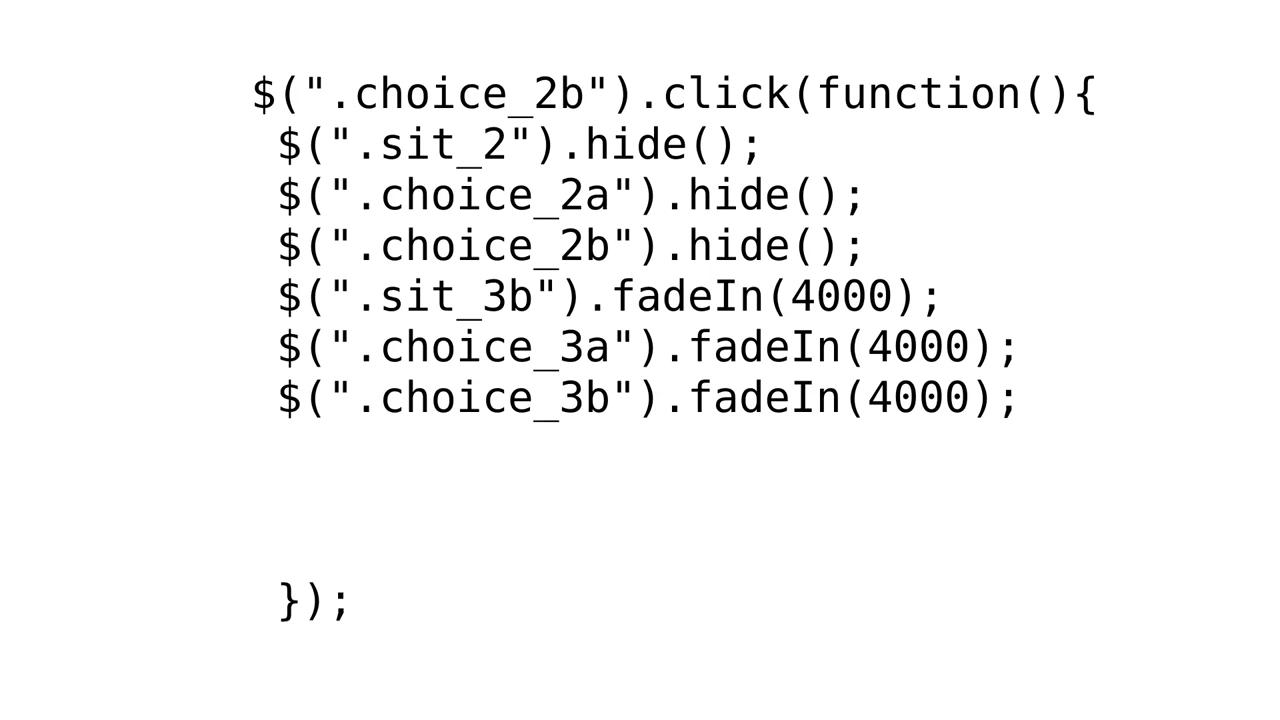 $(".choice_2b").click(function(){
$(".sit_2").hide();
$(".choice_2a").hide();
$(".choice_2b").hide();
$(".sit_3b").fadeIn(4000);
$(".choice_3a").fadeIn(4000);
$(".choice_3b").fadeIn(4000);
});